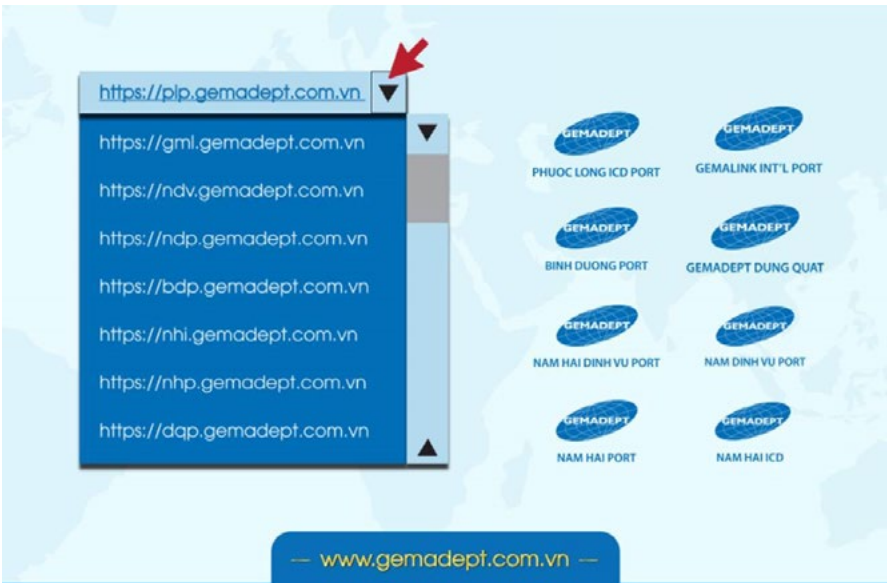 https://plp.gemadept.com.vn
https://gml.gemadept.com.vn
https://ndv.gemadept.com.vn
https://ndp.gemadept.com.vn
https://bdp.gemadept.com.vn
https://nhi.gemadept.com.vn
https://nhp.gemadept.com.vn
https://dqp.gemadept.com.vn
GEMADEPT
PHUOC LONG ICD PORT
GEMADEPT
GEMALINK INT'L PORT
GEMADEPT
BINH DUONG PORT
GEMADEPT
GEMADEPT DUNG QUAT
GEMADEPT
NAM HAI DINH VU PORT
GEMADEPT
NAM DINH VU PORT
GEMADEPT
NAM HAI PORT
GEMADEPT
NAM HAI ICD
— www.gemadept.com.vn —